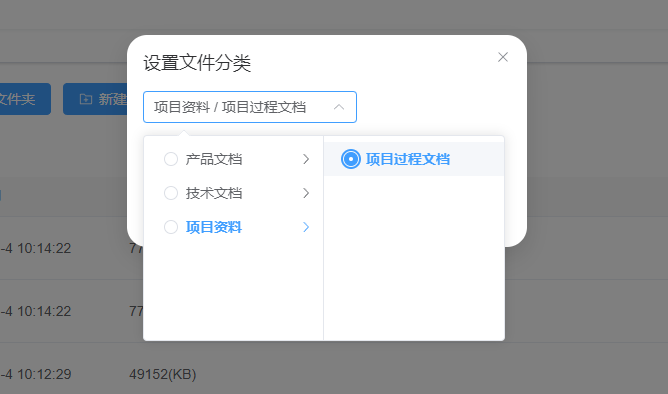 设置文件分类
文件夹
新建
项目资料 / 项目过程文档
产品文档
项目过程文档
技术文档
项目资料
-4 10:14:22
77
-4 10:14:22
77
-4 10:12:29
49152(KB)